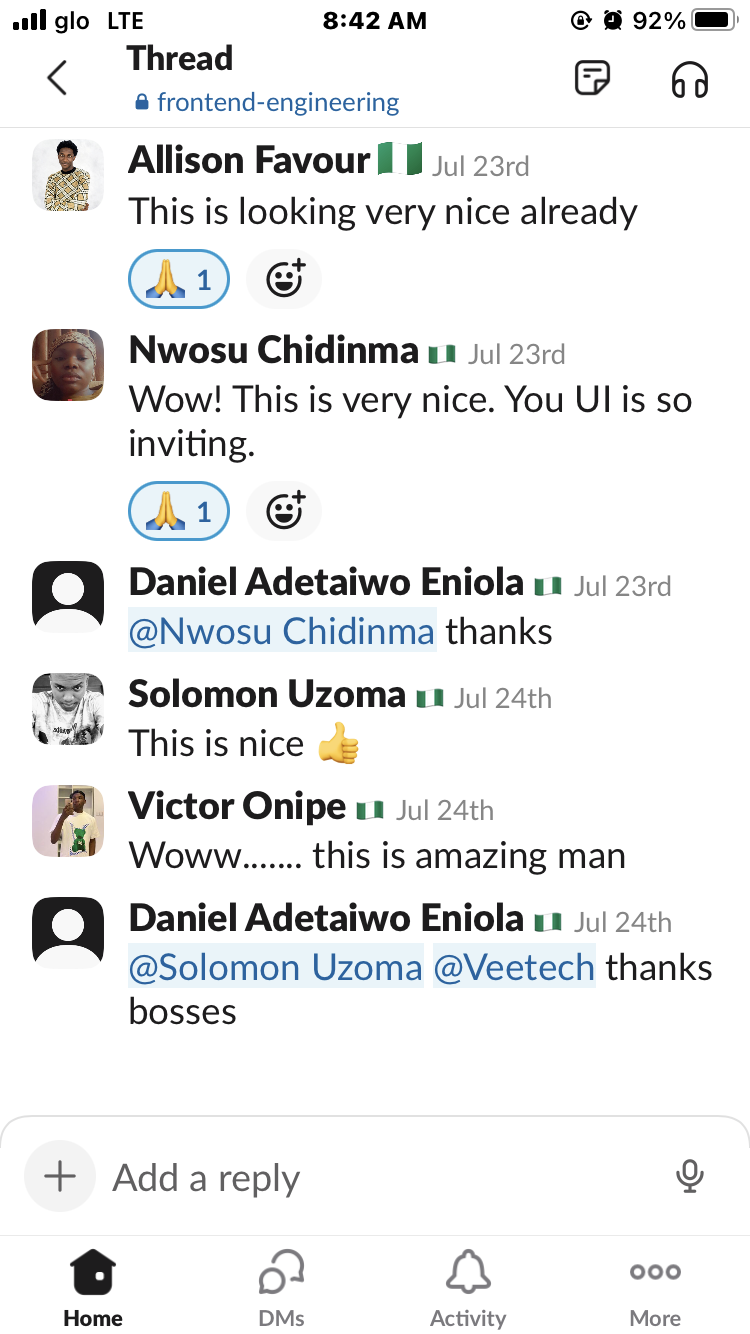 glo LTE 8:42 AM 92%
Thread
frontend-engineering
Allison Favour Jul 23rd
This is looking very nice already
1
Nwosu Chidinma Jul 23rd
Wow! This is very nice. You UI is so
inviting.
1
Daniel Adetaiwo Eniola Jul 23rd
@Nwosu Chidinma thanks
Solomon Uzoma Jul 24th
This is nice 👍
Victor Onipe Jul 24th
Woww....... this is amazing man
Daniel Adetaiwo Eniola Jul 24th
@Solomon Uzoma @Veetech thanks
bosses
Add a reply
Home DMs Activity More